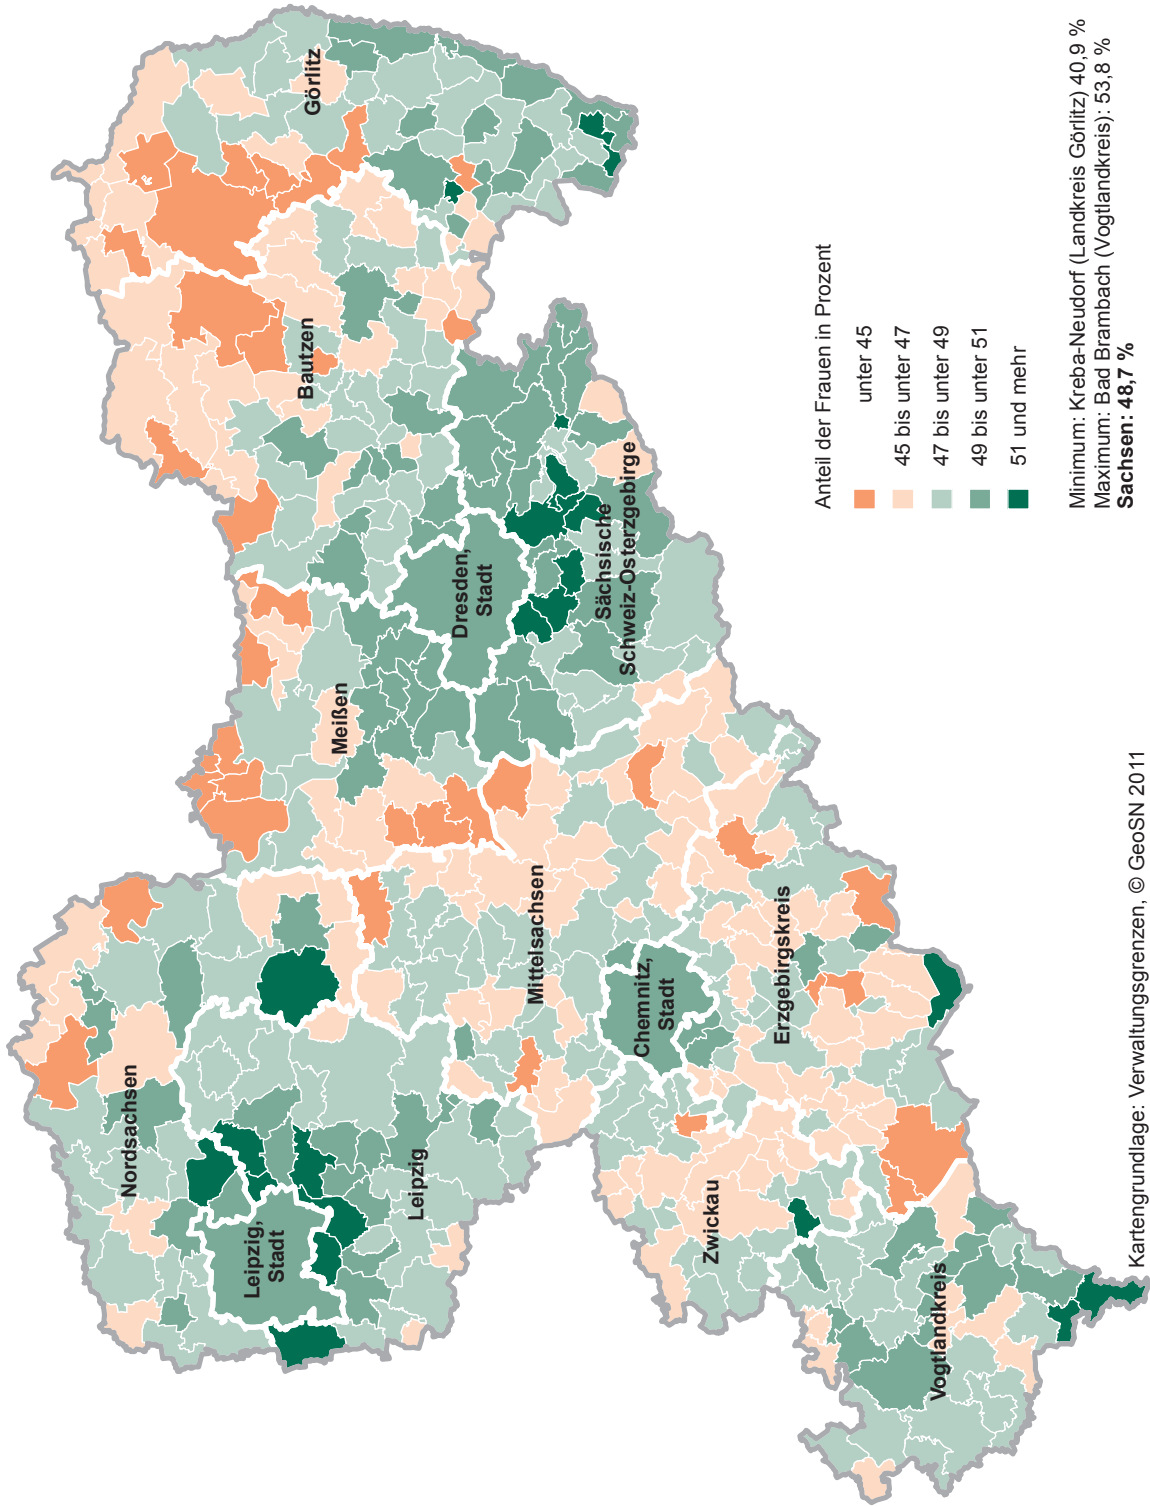 Nordsachsen
Leipzig,
Stadt
Leipzig
Meißen
Bautzen
Görlitz
Dresden,
Stadt
Sächsische
Schweiz-Osterzgebirge
Mittelsachsen
Chemnitz,
Stadt
Zwickau
Erzgebirgskreis
Vogtlandkreis
Anteil der Frauen in Prozent
unter 45
45 bis unter 47
47 bis unter 49
49 bis unter 51
51 und mehr
Minimum: Kreba-Neudorf (Landkreis Görlitz) 40,9 %
Maximum: Bad Brambach (Vogtlandkreis): 53,8 %
Sachsen: 48,7 %
Kartengrundlage: Verwaltungsgrenzen, © GeoSN 2011